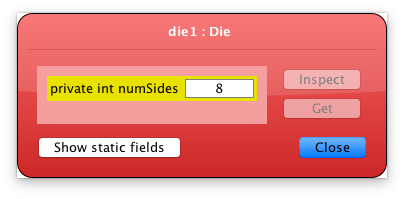 die1 : Die
private int numSides 8
Inspect
Get
Show static fields
Close